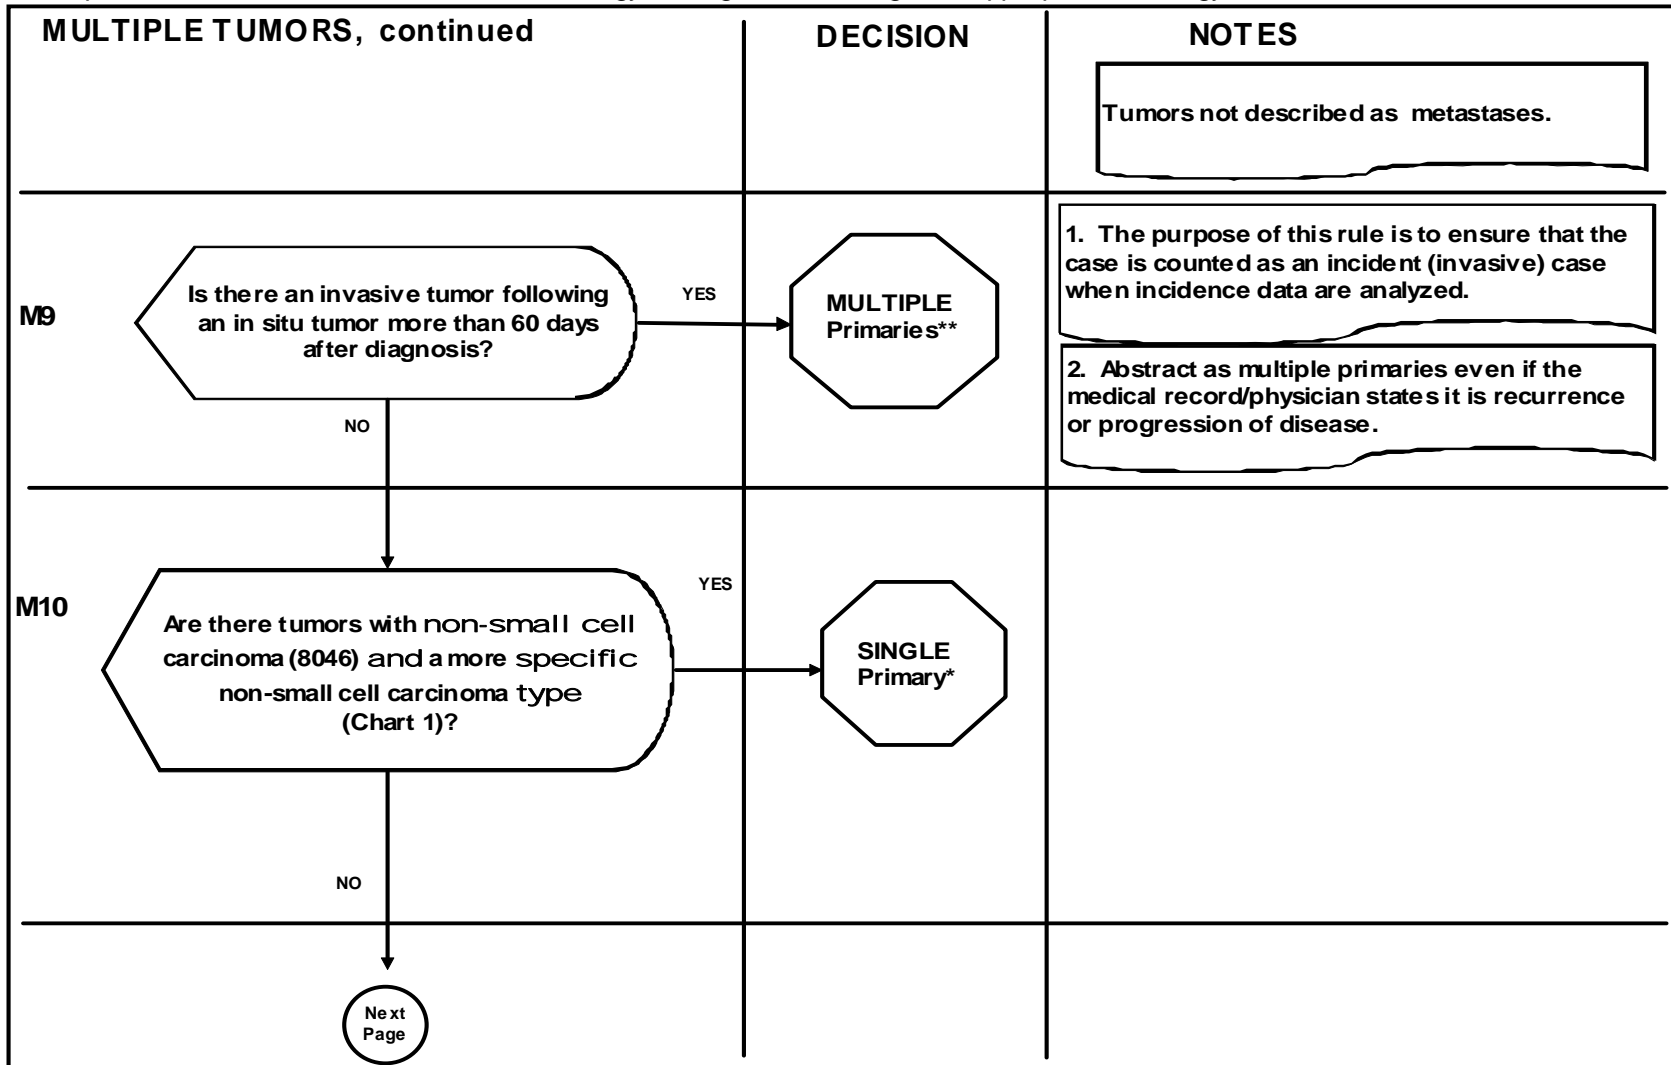 MULTIPLE TUMORS, continued
DECISION
NOTES
Tumors not described as metastases.
M9
Is there an invasive tumor following
an in situ tumor more than 60 days
after diagnosis?
YES
MULTIPLE
Primaries**
1. The purpose of this rule is to ensure that the
case is counted as an incident (invasive) case
when incidence data are analyzed.
2. Abstract as multiple primaries even if the
medical record/physician states it is recurrence
or progression of disease.
NO
M10
Are there tumors with non-small cell
carcinoma (8046) and a more specific
non-small cell carcinoma type
(Chart 1)?
YES
SINGLE
Primary*
NO
Next
Page